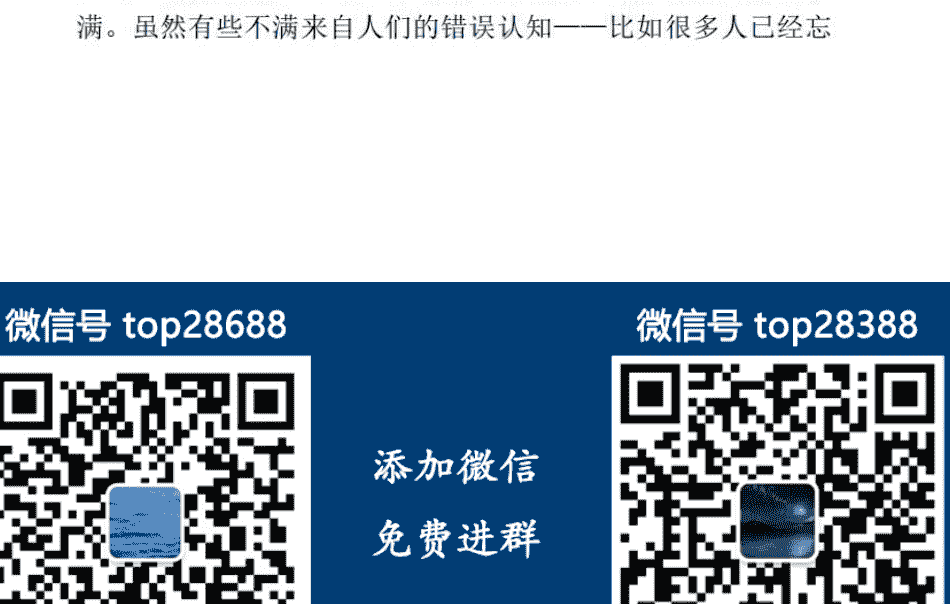 满。虽然有些不满来自人们的错误认知——比如很多人已经忘
微信号 top28688
微信号 top28388
添加微信
免费进群